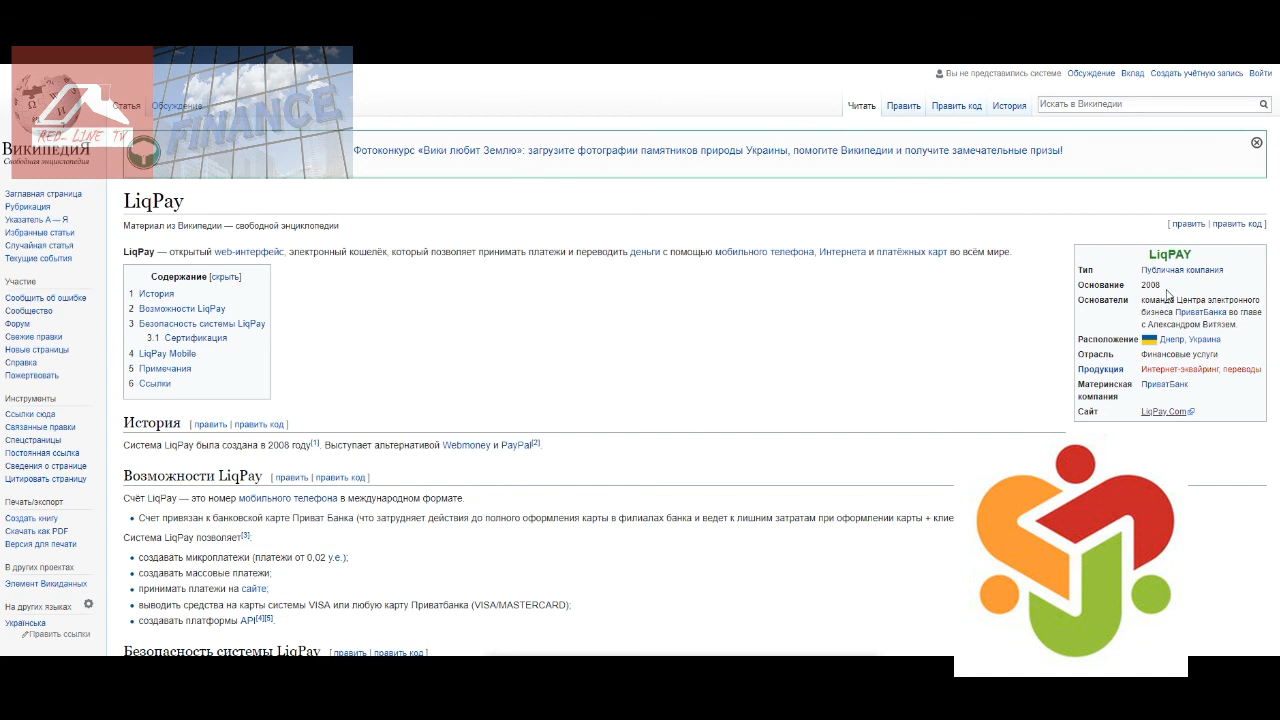 Вы не представились системе Обсуждение Вклад Создать учётную запись Войти
Статья Обсуждение Читать Править Править код История Искать в Википедии
FINANCE
RED-LINE TV
ВикипедиЯ
Свободная энциклопедия
Фотоконкурс «Вики любит Землю»: загрузите фотографии памятников природы Украины, помогите Википедии и получите замечательные призы!
Заглавная страница
Рубрикация
Указатель А — Я
Избранные статьи
Случайная статья
Текущие события
Участие
Сообщить об ошибке
Сообщество
Форум
Свежие правки
Новые страницы
Справка
Пожертвовать
Инструменты
Ссылки сюда
Связанные правки
Спецстраницы
Постоянная ссылка
Сведения о странице
Цитировать страницу
Печать/экспорт
Создать книгу
Скачать как PDF
Версия для печати
В других проектах
Элемент Викиданных
На других языках
Українська
Править ссылки
LiqPay
Материал из Википедии — свободной энциклопедии
[ править | править код ]
LiqPay — открытый web-интерфейс, электронный кошелёк, который позволяет принимать платежи и переводить деньги с помощью мобильного телефона, Интернета и платёжных карт во всём мире.
Содержание [скрыть]
1 История
2 Возможности LiqPay
3 Безопасность системы LiqPay
3.1 Сертификация
4 LiqPay Mobile
5 Примечания
6 Ссылки
LiqPAY
Тип Публичная компания
Основание 2008
Основатели команда Центра электронного
бизнеса ПриватБанка во главе
с Александром Витязем.
Расположение Днепр, Украина
Отрасль Финансовые услуги
Продукция Интернет-эквайринг, переводы
Материнская компания ПриватБанк
Сайт LiqPay.Com
История [ править | править код ]
Система LiqPay была создана в 2008 году[1]. Выступает альтернативой Webmoney и PayPal[2].
Возможности LiqPay [ править | править код ]
Счёт LiqPay — это номер мобильного телефона в международном формате.
• Счет привязан к банковской карте Приват Банка (что затрудняет действия до полного оформления карты в филиалах банка и ведет к лишним затратам при оформлении карты + клие
Система LiqPay позволяет[3]:
• создавать микроплатежи (платежи от 0,02 у.е.);
• создавать массовые платежи;
• принимать платежи на сайте;
• выводить средства на карты системы VISA или любую карту Приватбанка (VISA/MASTERCARD);
• создавать платформы API[4][5].
Безопасность системы LiqPay [ править | править код ]